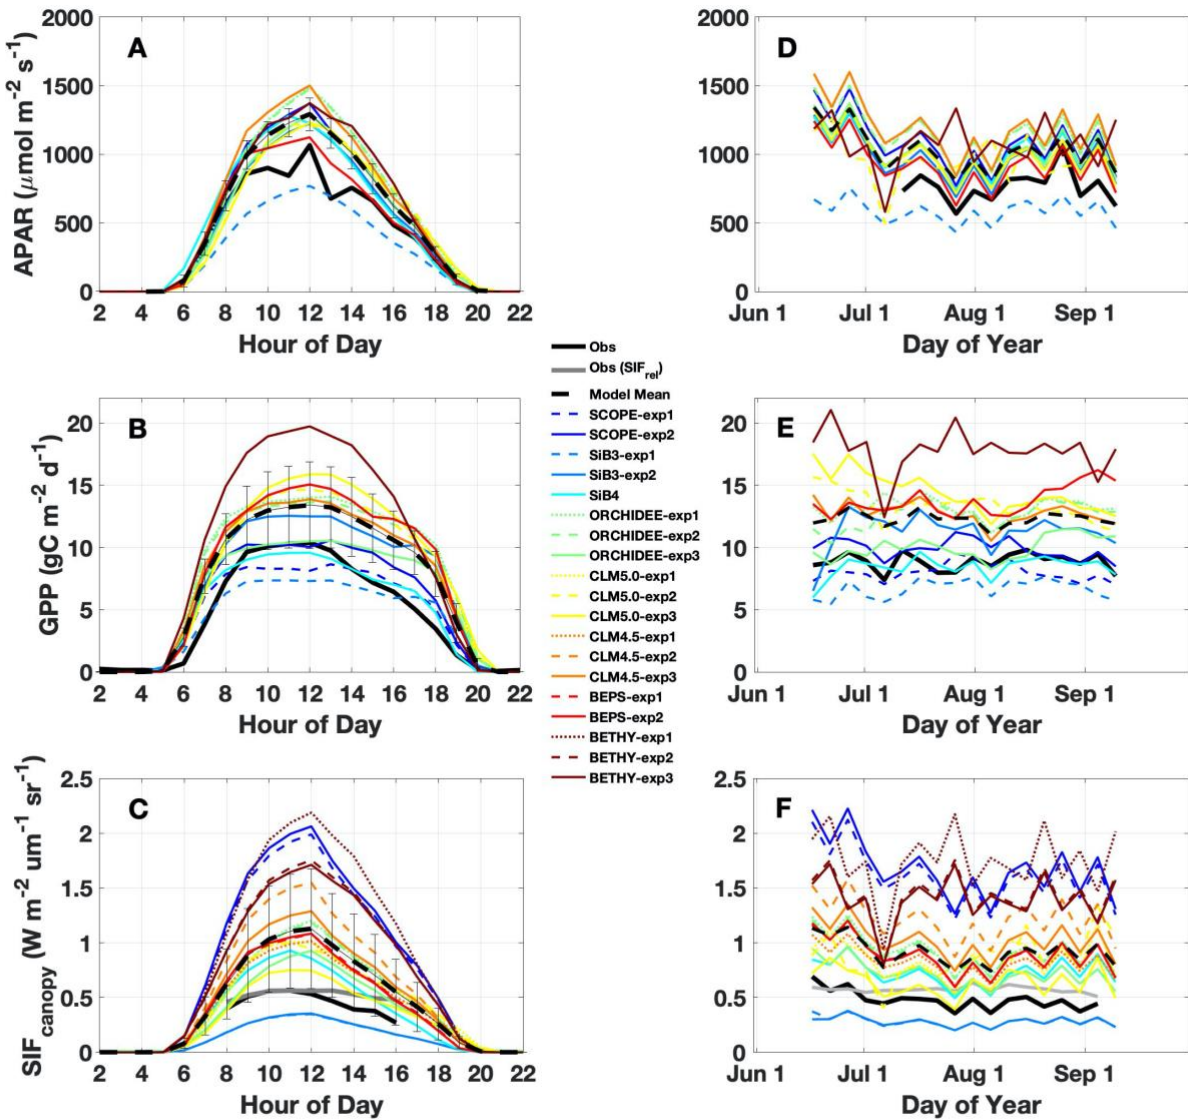 A
APAR (μmol m⁻² s⁻¹)
2000
1500
1000
500
0
2 4 6 8 10 12 14 16 18 20 22
Hour of Day
D
2000
1500
1000
500
0
Jun 1 Jul 1 Aug 1 Sep 1
Day of Year
B
GPP (gC m⁻² d⁻¹)
20
15
10
5
0
2 4 6 8 10 12 14 16 18 20 22
Hour of Day
Obs
Obs (SIFrel)
Model Mean
SCOPE-exp1
SCOPE-exp2
SiB3-exp1
SiB3-exp2
SiB4
ORCHIDEE-exp1
ORCHIDEE-exp2
ORCHIDEE-exp3
CLM5.0-exp1
CLM5.0-exp2
CLM5.0-exp3
CLM4.5-exp1
CLM4.5-exp2
CLM4.5-exp3
BEPS-exp1
BEPS-exp2
BETHY-exp1
BETHY-exp2
BETHY-exp3
E
20
15
10
5
0
Jun 1 Jul 1 Aug 1 Sep 1
Day of Year
C
SIFcanopy (W m⁻² um⁻¹ sr⁻¹)
2.5
2
1.5
1
0.5
0
2 4 6 8 10 12 14 16 18 20 22
Hour of Day
F
2.5
2
1.5
1
0.5
0
Jun 1 Jul 1 Aug 1 Sep 1
Day of Year